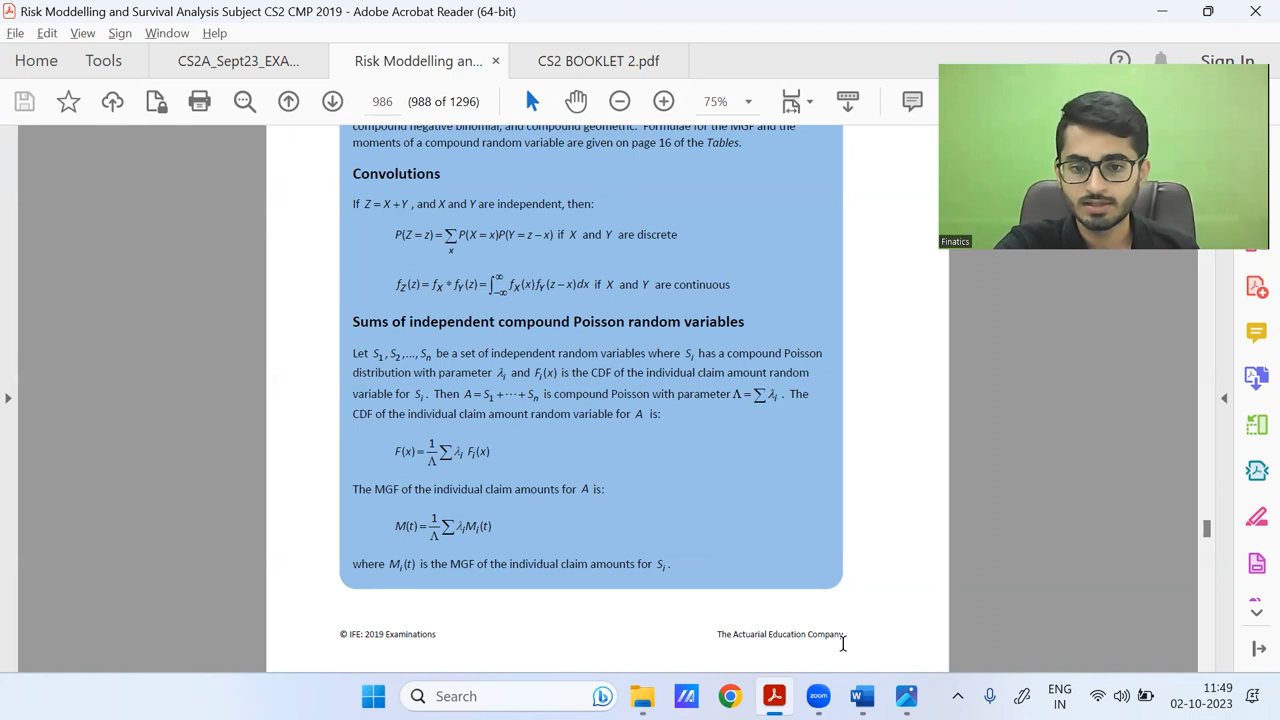 Risk Moddelling and Survival Analysis Subject CS2 CMP 2019 - Adobe Acrobat Reader (64-bit)
File Edit View Sign Window Help
Home Tools CS2A_Sept23_EXA... Risk Moddelling an... × CS2 BOOKLET 2.pdf Sign In
986 (988 of 1296) 75%
compound negative binomial, and compound geometric. Formulae for the MGF and the
moments of a compound random variable are given on page 16 of the Tables.
Convolutions
If Z = X + Y , and X and Y are independent, then:
P(Z = z) = ∑x P(X = x)P(Y = z − x) if X and Y are discrete
fZ(z) = fX * fY(z) = ∫−∞^∞ fX(x)fY(z − x)dx if X and Y are continuous
Sums of independent compound Poisson random variables
Let S1, S2, ..., Sn be a set of independent random variables where Si has a compound Poisson
distribution with parameter λi and Fi(x) is the CDF of the individual claim amount random
variable for Si. Then A = S1 + ⋯ + Sn is compound Poisson with parameter Λ = ∑ λi. The
CDF of the individual claim amount random variable for A is:
F(x) = 1/Λ ∑ λi Fi(x)
The MGF of the individual claim amounts for A is:
M(t) = 1/Λ ∑ λi Mi(t)
where Mi(t) is the MGF of the individual claim amounts for Si.
© IFE: 2019 Examinations The Actuarial Education Company
Finatics
Search zoom ENG 11:49
IN 02-10-2023